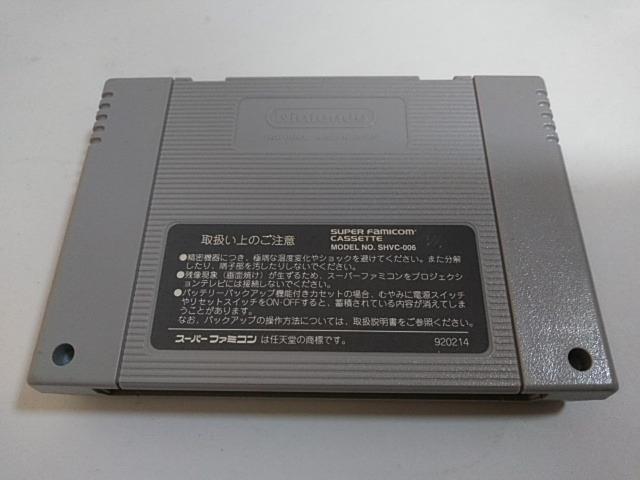 Nintendo
取扱い上のご注意
SUPER FAMICOM
CASSETTE
MODEL NO. SHVC-006
●精密機器につき、極端な温度変化やショックを避けてください。また分解
したり、端子部を汚したりしないでください。
●残像現象(画面焼け)が生ずるため、スーパーファミコンをプロジェクシ
ョンテレビには接続しないでください。
●バッテリーバックアップ機能付きカセットの場合、むやみに電源スイッチ
やリセットスイッチをON・OFFすると、蓄積されている内容が消えてしま
うことがあります。
なお、バックアップの操作方法については、取扱説明書をご参照ください。
スーパーファミコンは任天堂の商標です。
920214